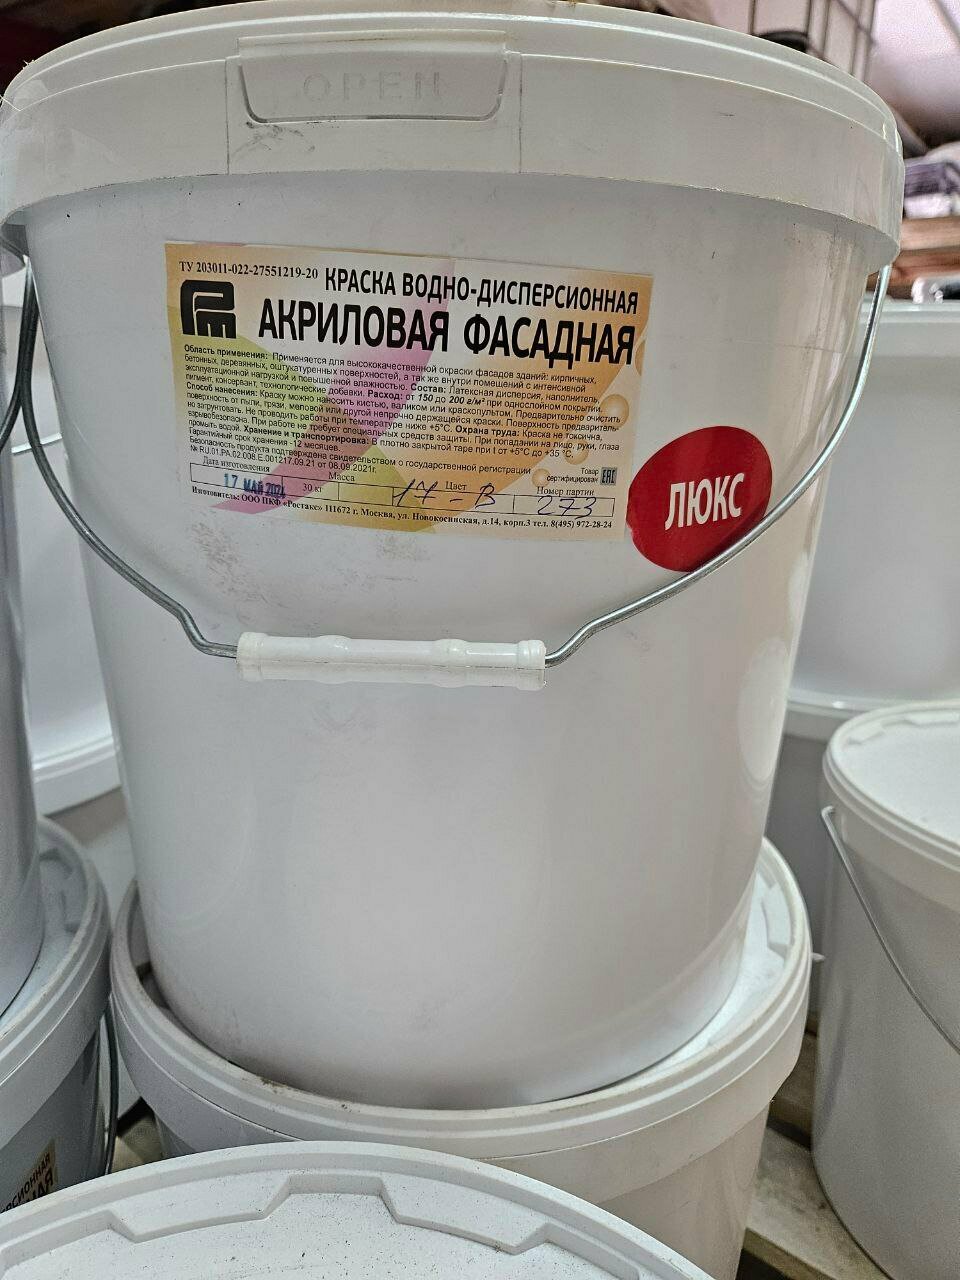 OPEN
ТУ 203011-022-27551219-20
КРАСКА ВОДНО-ДИСПЕРСИОННАЯ
АКРИЛОВАЯ ФАСАДНАЯ
Область применения: Применяется для высококачественной окраски фасадов зданий: кирпичных,
бетонных, деревянных, оштукатуренных поверхностей, а так же внутри помещений с интенсивной
эксплуатационной нагрузкой и повышенной влажностью. Состав: Латексная дисперсия, наполнитель,
пигмент, консервант, технологические добавки. Расход: от 150 до 200 г/м² при однослойном покрытии.
Способ нанесения: Краску можно наносить кистью, валиком или краскопультом. Предварительно очистить
поверхность от пыли, грязи, меловой или другой непрочно держащейся краски. Поверхность предваритель-
но загрунтовать. Не проводить работы при температуре ниже +5°С. Охрана труда: Краска не токсична,
взрывобезопасна. При работе не требует специальных средств защиты. При попадании на лицо, руки, глаза
промыть водой. Хранение и транспортировка: В плотно закрытой таре при t от +5°С до +35 °С.
Гарантийный срок хранения -12 месяцев.
Безопасность продукта подтверждена свидетельством о государственной регистрации
№ RU.01.РА.02.008.Е.001217.09.21 от 08.09.2021г.
Товар
сертифицирован
ЕАС
Дата изготовления
Масса
Цвет
Номер партии
17 МАЙ 2024
30 кг
17-В
273
Изготовитель: ООО ПКФ «Ростакс» 111672 г. Москва, ул. Новокосинская, д.14, корп.3 тел. 8(495) 972-28-24
ЛЮКС